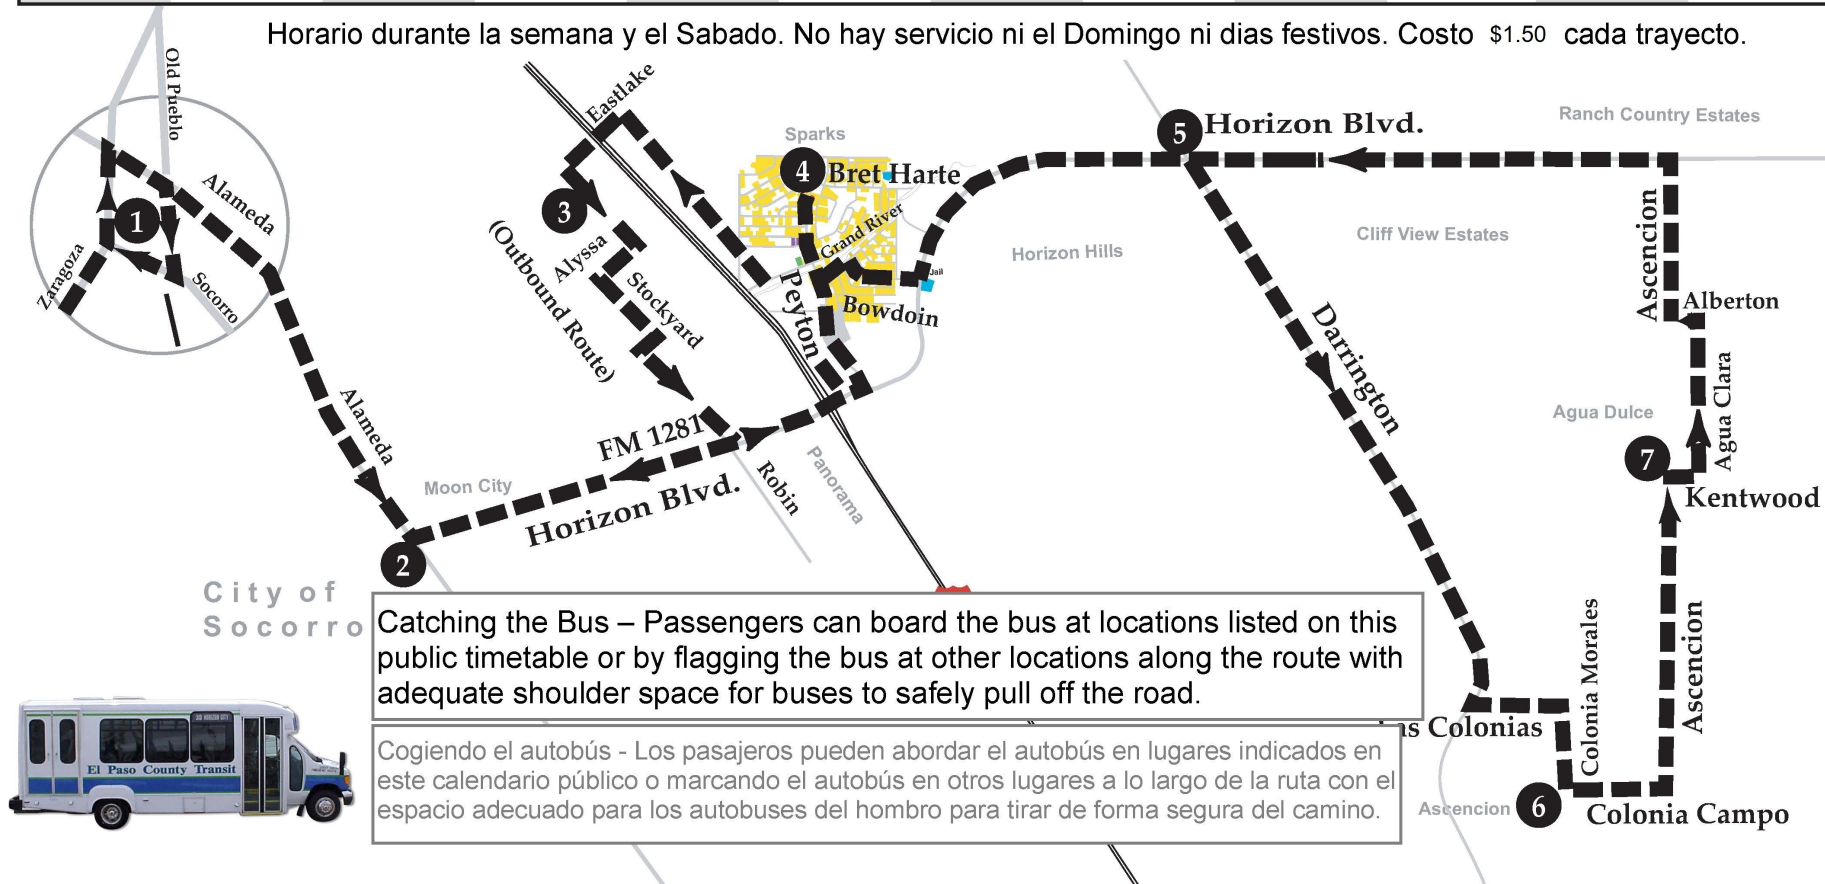 Horario durante la semana y el Sabado. No hay servicio ni el Domingo ni dias festivos. Costo $1.50 cada trayecto.
Old Pueblo
Alameda
1
Zaragoza
Socorro
Alameda
Eastlake
3
Alyssa
(Outbound Route)
Stockyard
Sparks
4
Bret Harte
Grand River
Jail
Peyton
Bowdoin
5
Horizon Blvd.
Ranch Country Estates
Horizon Hills
Cliff View Estates
Ascencion
Alberton
Darrington
Agua Clara
Agua Dulce
7
Kentwood
FM 1281
Horizon Blvd.
Moon City
Robin
Panorama
2
City of
Socorro
Catching the Bus – Passengers can board the bus at locations listed on this
public timetable or by flagging the bus at other locations along the route with
adequate shoulder space for buses to safely pull off the road.
Cogiendo el autobús - Los pasajeros pueden abordar el autobús en lugares indicados en
este calendario público o marcando el autobús en otros lugares a lo largo de la ruta con el
espacio adecuado para los autobuses del hombro para tirar de forma segura del camino.
El Paso County Transit
as Colonias
Colonia Morales
Ascencion
Ascencion
6
Colonia Campo